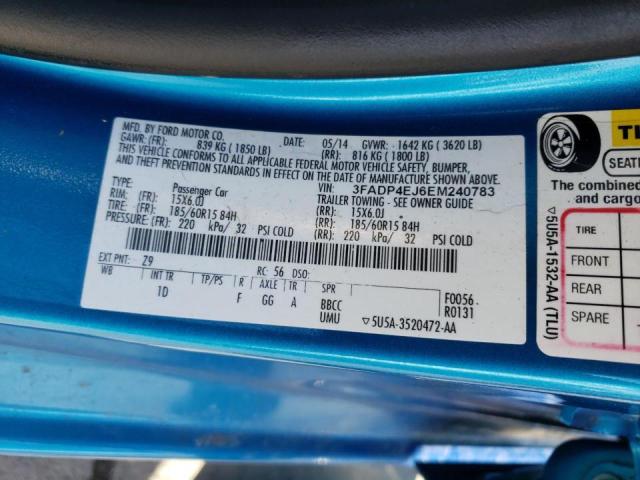 MFD. BY FORD MOTOR CO. DATE: 05/14 GVWR: 1642 KG ( 3620 LB)
GAWR: (FR): 839 KG ( 1850 LB) (RR): 816 KG ( 1800 LB)
THIS VEHICLE CONFORMS TO ALL APPLICABLE FEDERAL MOTOR VEHICLE SAFETY, BUMPER,
AND THEFT PREVENTION STANDARDS IN EFFECT ON THE DATE OF MANUFACTURE SHOWN ABOVE.
VIN: 3FADP4EJ6EM240783
TYPE: Passenger Car TRAILER TOWING - SEE OWNER GUIDE
RIM: (FR): 15X6.0J (RR): 15X6.0J
TIRE: (FR): 185/60R15 84H (RR): 185/60R15 84H
PRESSURE: (FR): 220 kPa/ 32 PSI COLD (RR): 220 kPa/ 32 PSI COLD
EXT PNT: Z9 RC: 56 DSO:
WB INT TR TP/PS R AXLE TR SPR
1D F GG A BBCC F0056
UMU ▽5U5A-3520472-AA R0131
SEAT
The combined
and cargo
TIRE
FRONT
REAR
SPARE
▽5U5A-1532-AA (TLU)